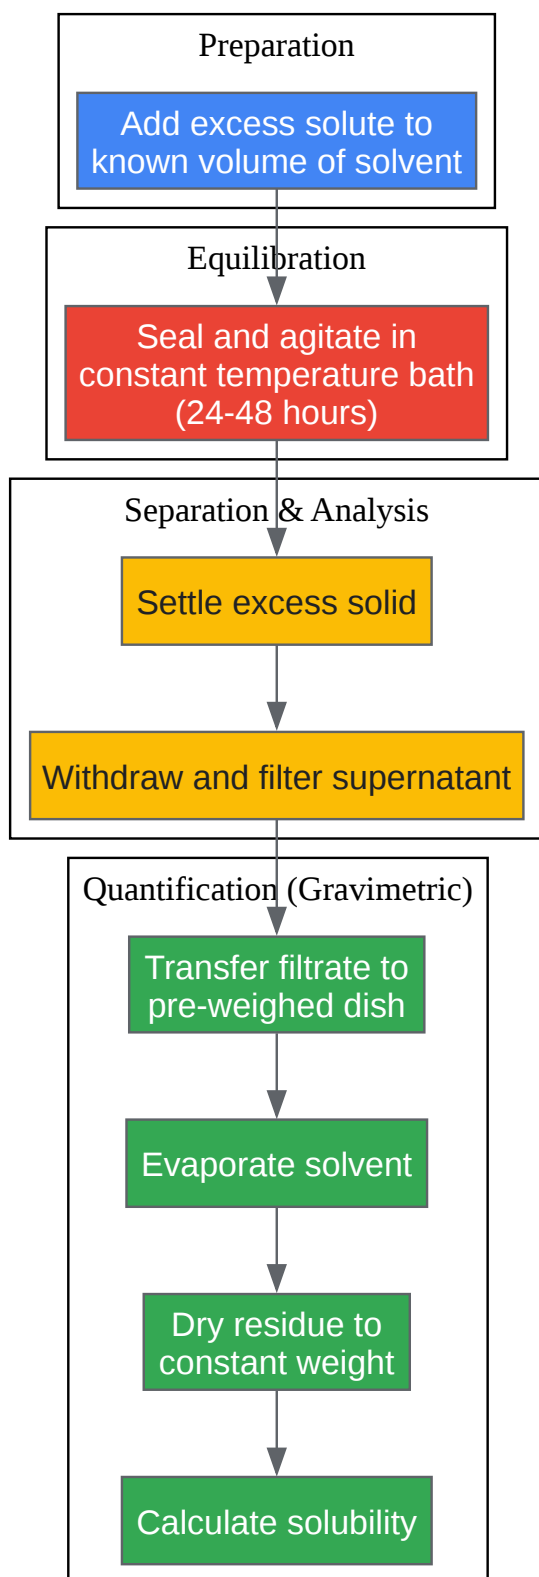 Preparation
Add excess solute to
known volume of solvent
Equilibration
Seal and agitate in
constant temperature bath
(24-48 hours)
Separation & Analysis
Settle excess solid
Withdraw and filter supernatant
Quantification (Gravimetric)
Transfer filtrate to
pre-weighed dish
Evaporate solvent
Dry residue to
constant weight
Calculate solubility